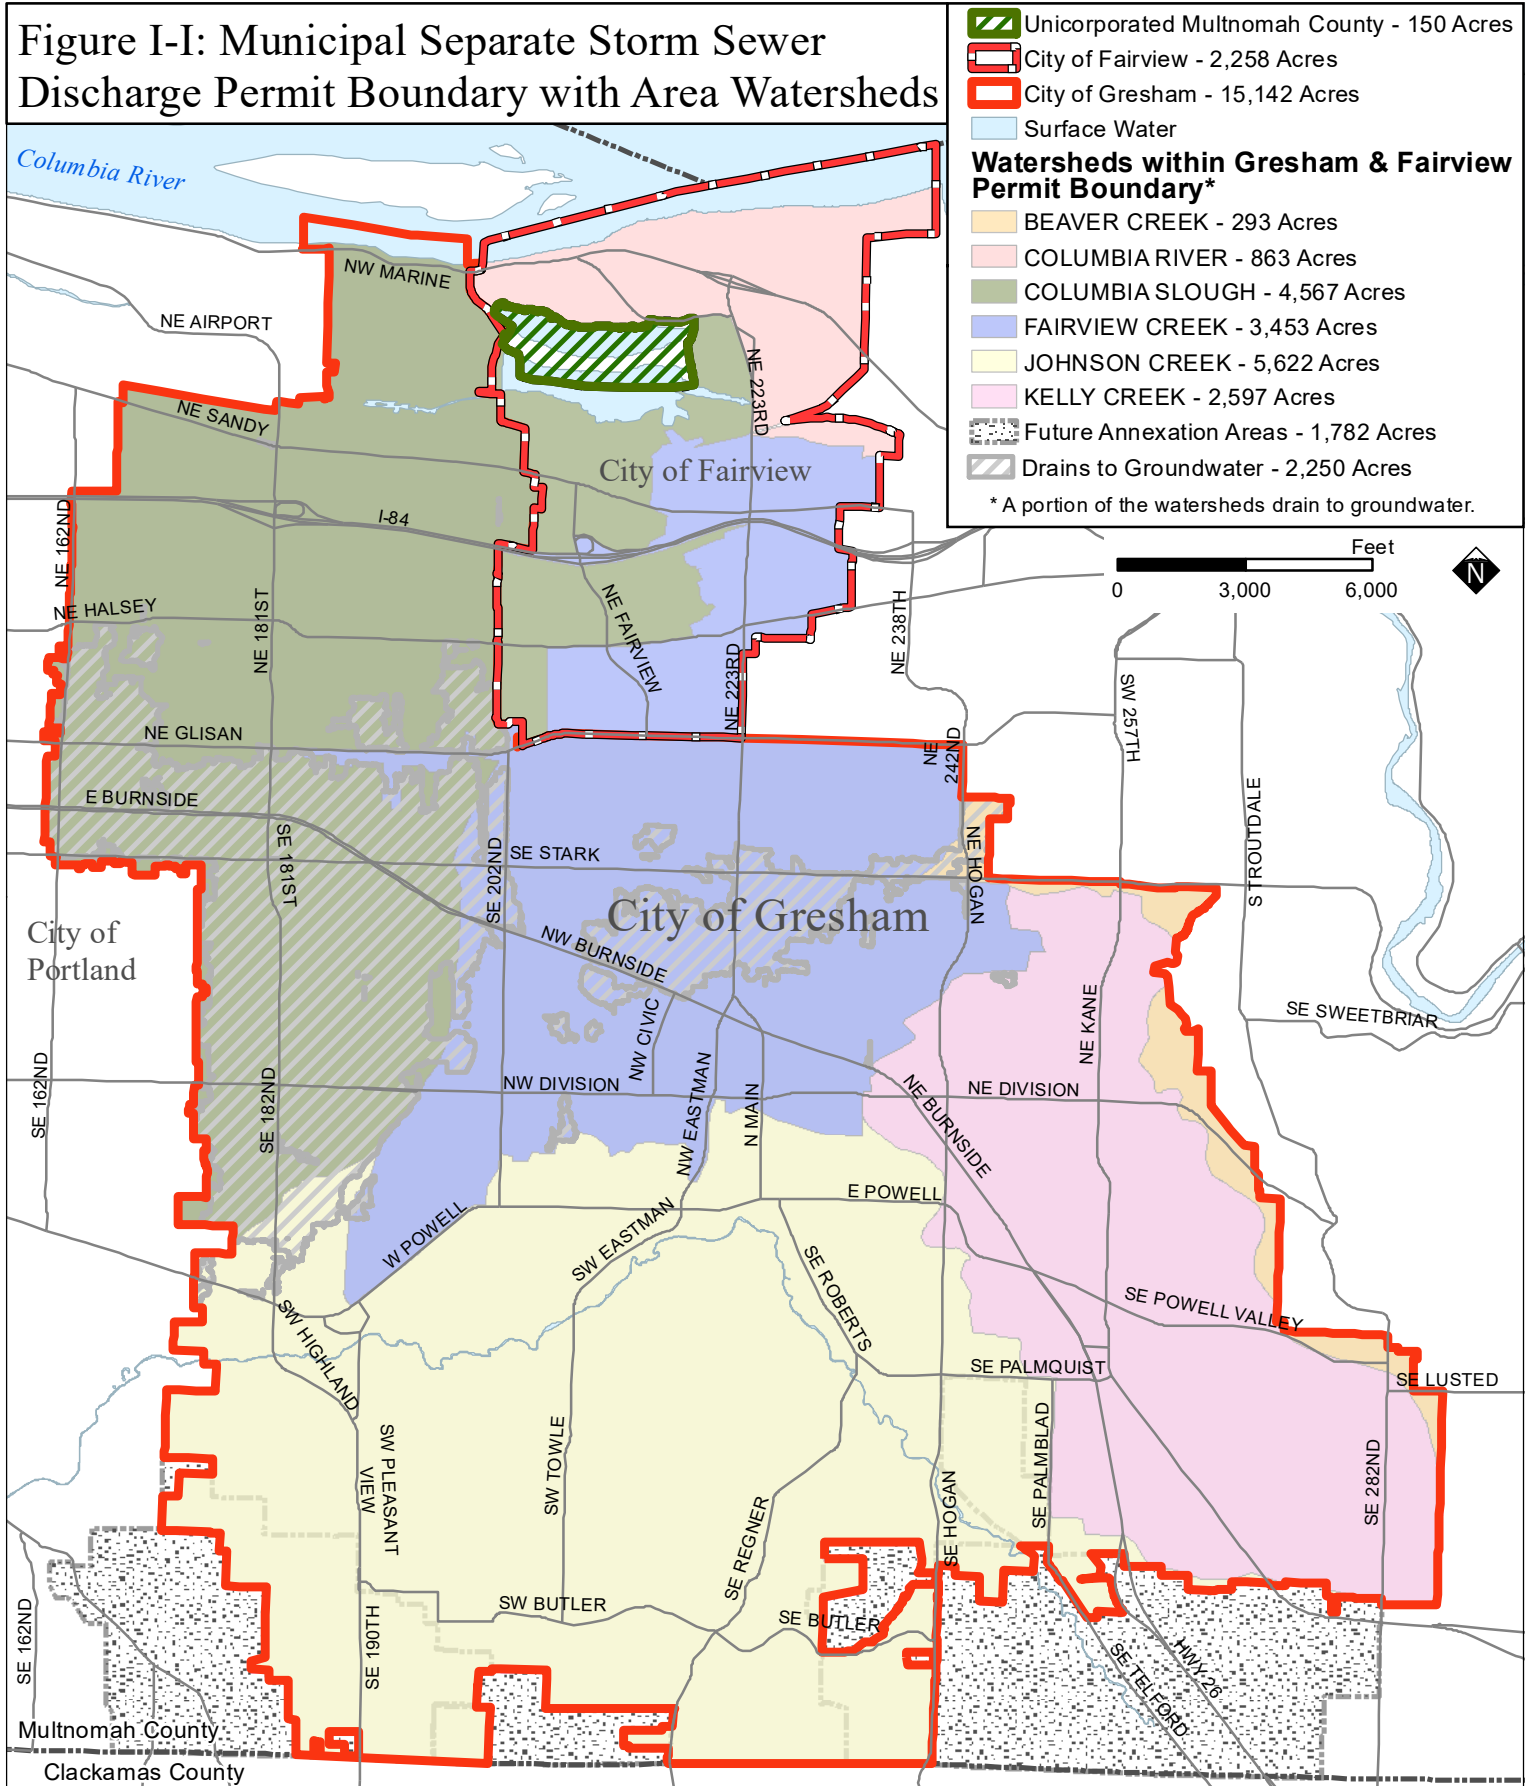 Figure I-I: Municipal Separate Storm Sewer
Discharge Permit Boundary with Area Watersheds
Unicorporated Multnomah County - 150 Acres
City of Fairview - 2,258 Acres
City of Gresham - 15,142 Acres
Surface Water
Watersheds within Gresham & Fairview
Permit Boundary*
BEAVER CREEK - 293 Acres
COLUMBIA RIVER - 863 Acres
COLUMBIA SLOUGH - 4,567 Acres
FAIRVIEW CREEK - 3,453 Acres
JOHNSON CREEK - 5,622 Acres
KELLY CREEK - 2,597 Acres
Future Annexation Areas - 1,782 Acres
Drains to Groundwater - 2,250 Acres
* A portion of the watersheds drain to groundwater.
Feet
0 3,000 6,000
N
Columbia River
NW MARINE
NE AIRPORT
NE SANDY
NE 223RD
City of Fairview
I-84
NE 162ND
NE HALSEY
NE 181ST
NE FAIRVIEW
NE 223RD
NE 238TH
SW 257TH
NE GLISAN
NE
242ND
E BURNSIDE
SE 181ST
SE STARK
SE 202ND
NE HOGAN
S TROUTDALE
City of Gresham
City of
Portland
NW BURNSIDE
NW CIVIC
NE KANE
SE SWEETBRIAR
SE 162ND
SE 182ND
NW DIVISION
NW EASTMAN
N MAIN
NE BURNSIDE
NE DIVISION
E POWELL
W POWELL
SW EASTMAN
SE ROBERTS
SE POWELL VALLEY
SW HIGHLAND
SE PALMQUIST
SE LUSTED
SW PLEASANT
VIEW
SW TOWLE
SE REGNER
SE HOGAN
SE PALMBLAD
SE 282ND
SE 162ND
SE 190TH
SW BUTLER
SE BUTLER
SE TELFORD
HWY 26
Multnomah County
Clackamas County